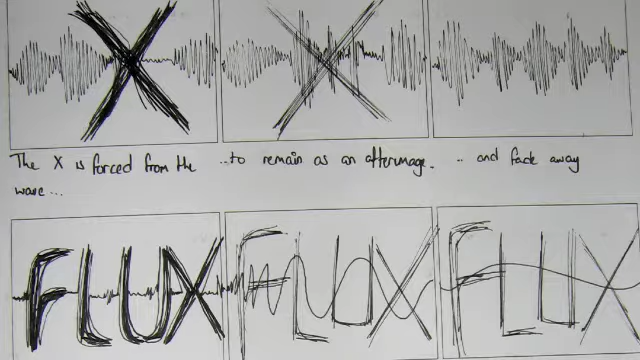 X
X
The X is forced from the
wave...
...to remain as an afterimage.
... and fade away
FLUX
FLUX
FLUX